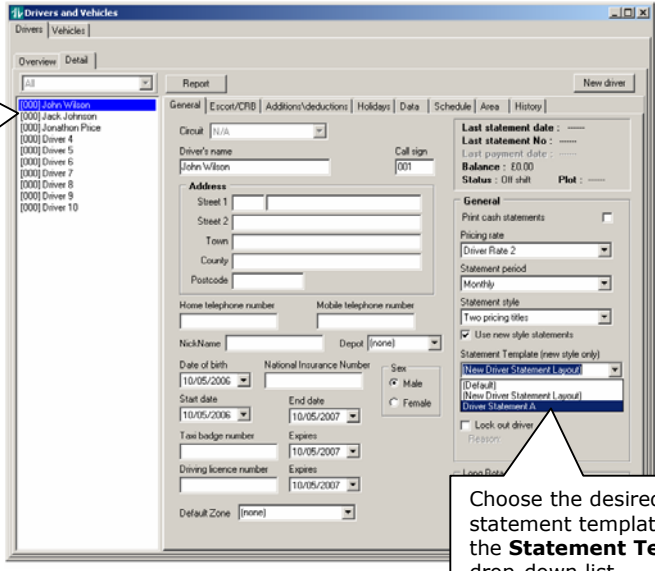 Drivers and Vehicles
Drivers Vehicles
Overview Detail
All
Report
New driver
[000] John Wilson
[000] Jack Johnson
[000] Jonathon Price
[000] Driver 4
[000] Driver 5
[000] Driver 6
[000] Driver 7
[000] Driver 8
[000] Driver 9
[000] Driver 10
General Escort/CRB Additions\deductions Holidays Data Schedule Area History
Circuit N/A
Driver's name
Call sign
John Wilson
001
Address
Street 1
Street 2
Town
County
Postcode
Home telephone number
Mobile telephone number
NickName
Depot (none)
Date of birth
National Insurance Number
10/05/2006
Sex
Male
Female
Start date
End date
10/05/2006
10/05/2007
Taxi badge number
Expires
10/05/2007
Driving licence number
Expires
10/05/2007
Default Zone (none)
Last statement date : -----
Last statement No : -----
Last payment date : -----
Balance : £0.00
Status : Off shift Plot : -----
General
Print cash statements
Pricing rate
Driver Rate 2
Statement period
Monthly
Statement style
Two pricing titles
Use new style statements
Statement Template (new style only)
(New Driver Statement Layout)
(Default)
(New Driver Statement Layout)
Driver Statement A
Lock out driver
Reason:
Choose the desired
statement templat
the Statement Te
drop-down list